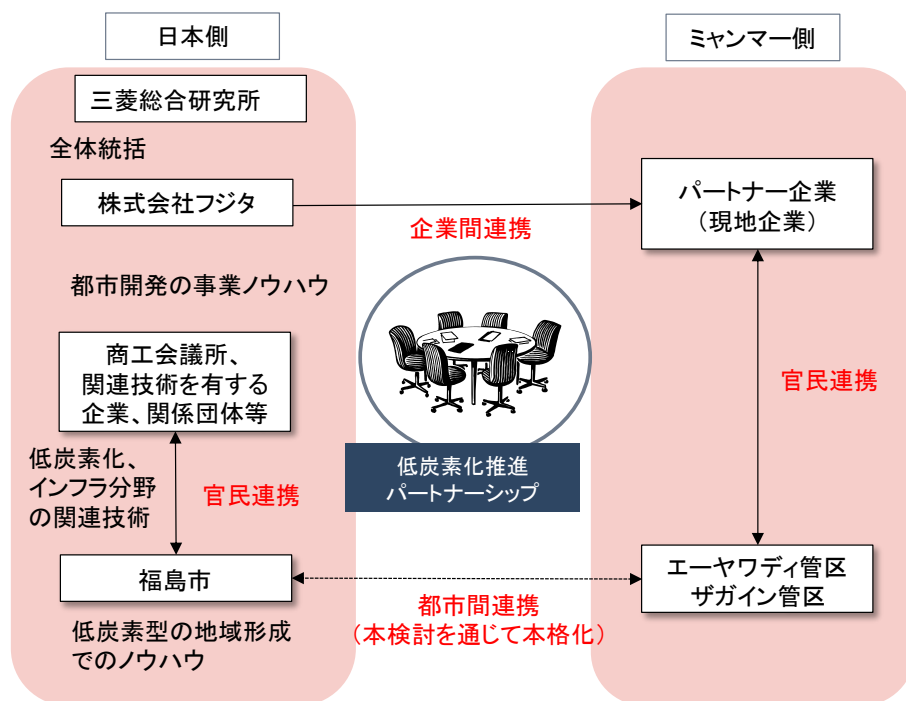 日本側
ミャンマー側
三菱総合研究所
全体統括
株式会社フジタ
パートナー企業
（現地企業）
企業間連携
都市開発の事業ノウハウ
商工会議所、
関連技術を有する
企業、関係団体等
官民連携
低炭素化、
インフラ分野
の関連技術
官民連携
低炭素化推進
パートナーシップ
福島市
エーヤワディ管区
ザガイン管区
都市間連携
（本検討を通じて本格化）
低炭素型の地域形成
でのノウハウ